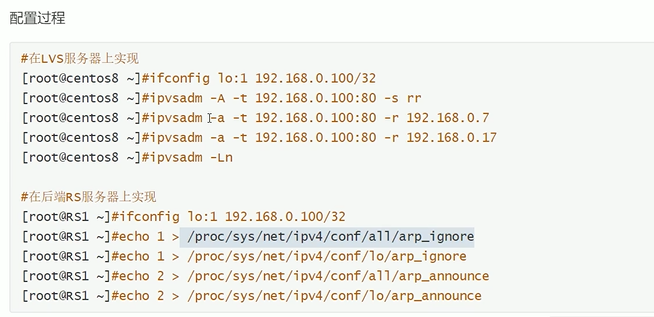 配置过程
#在LVS服务器上实现
[root@centos8 ~]#ifconfig lo:1 192.168.0.100/32
[root@centos8 ~]#ipvsadm -A -t 192.168.0.100:80 -s rr
[root@centos8 ~]#ipvsadm -a -t 192.168.0.100:80 -r 192.168.0.7
[root@centos8 ~]#ipvsadm -a -t 192.168.0.100:80 -r 192.168.0.17
[root@centos8 ~]#ipvsadm -Ln
#在后端RS服务器上实现
[root@RS1 ~]#ifconfig lo:1 192.168.0.100/32
[root@RS1 ~]#echo 1 > /proc/sys/net/ipv4/conf/all/arp_ignore
[root@RS1 ~]#echo 1 > /proc/sys/net/ipv4/conf/lo/arp_ignore
[root@RS1 ~]#echo 2 > /proc/sys/net/ipv4/conf/all/arp_announce
[root@RS1 ~]#echo 2 > /proc/sys/net/ipv4/conf/lo/arp_announce